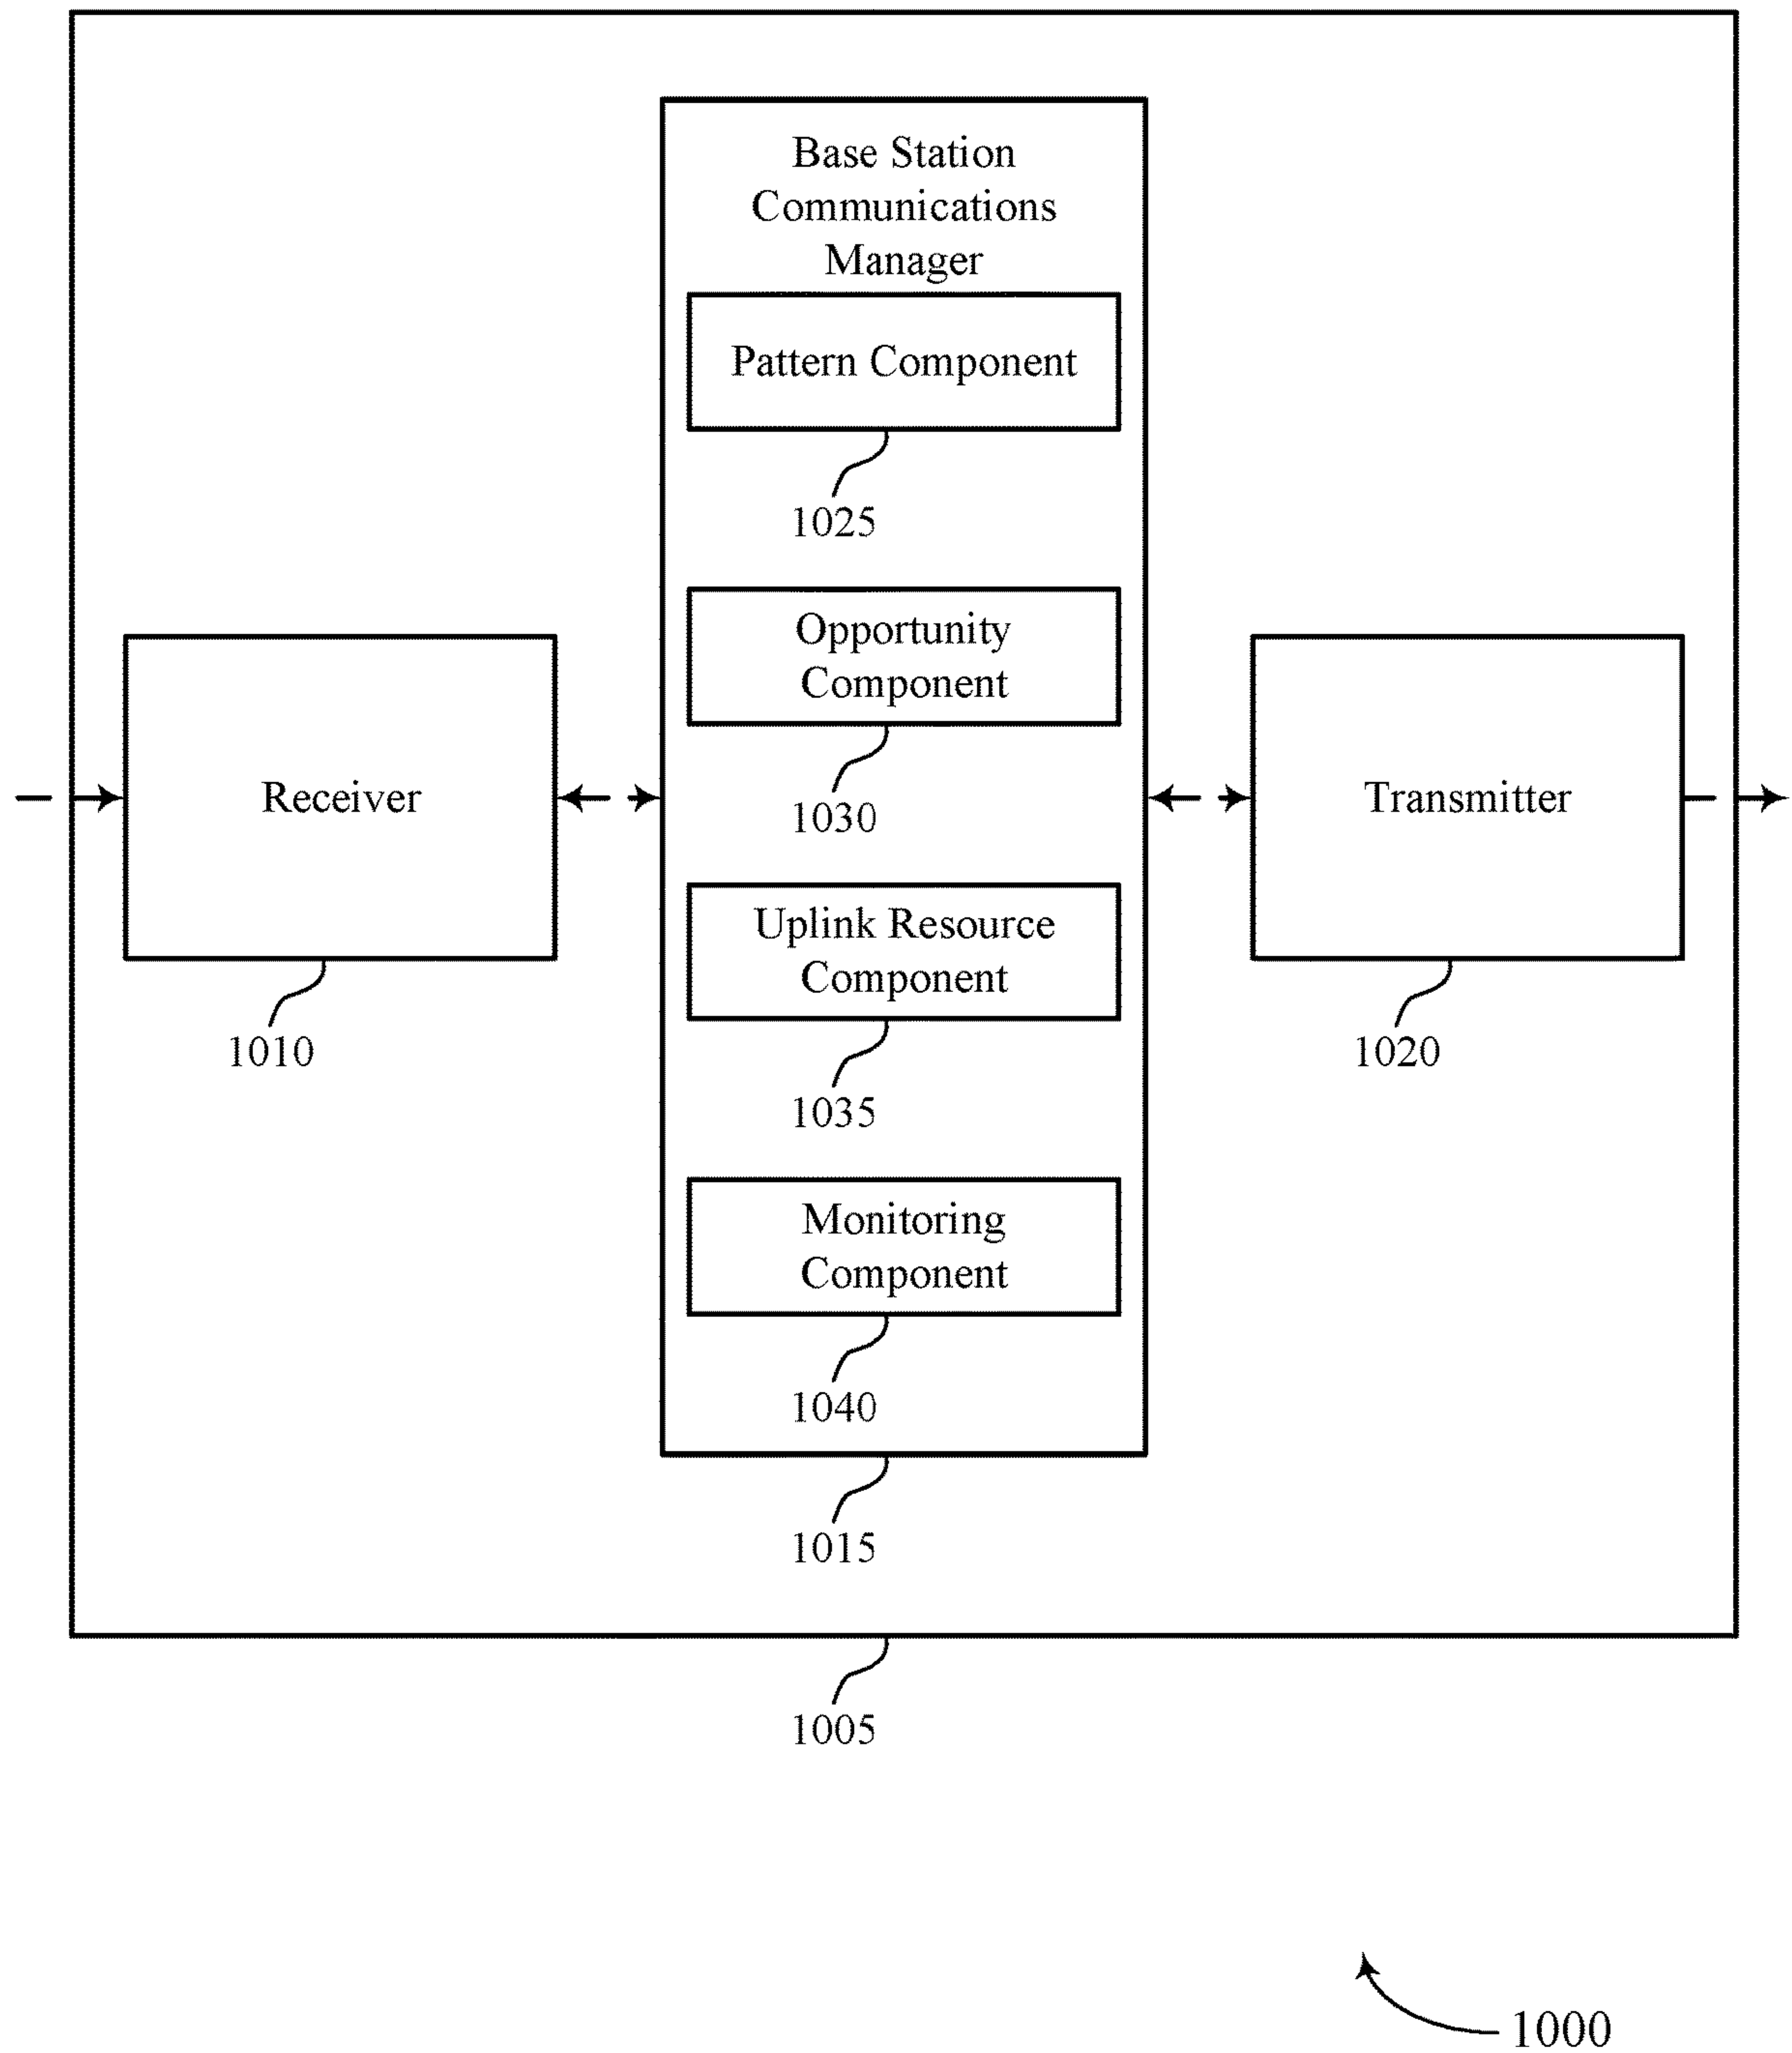 Base Station
Communications
Manager
Pattern Component
1025
Opportunity
Component
1030
Receiver
1010
Transmitter
1020
Uplink Resource
Component
1035
Monitoring
Component
1040
1015
1005
1000